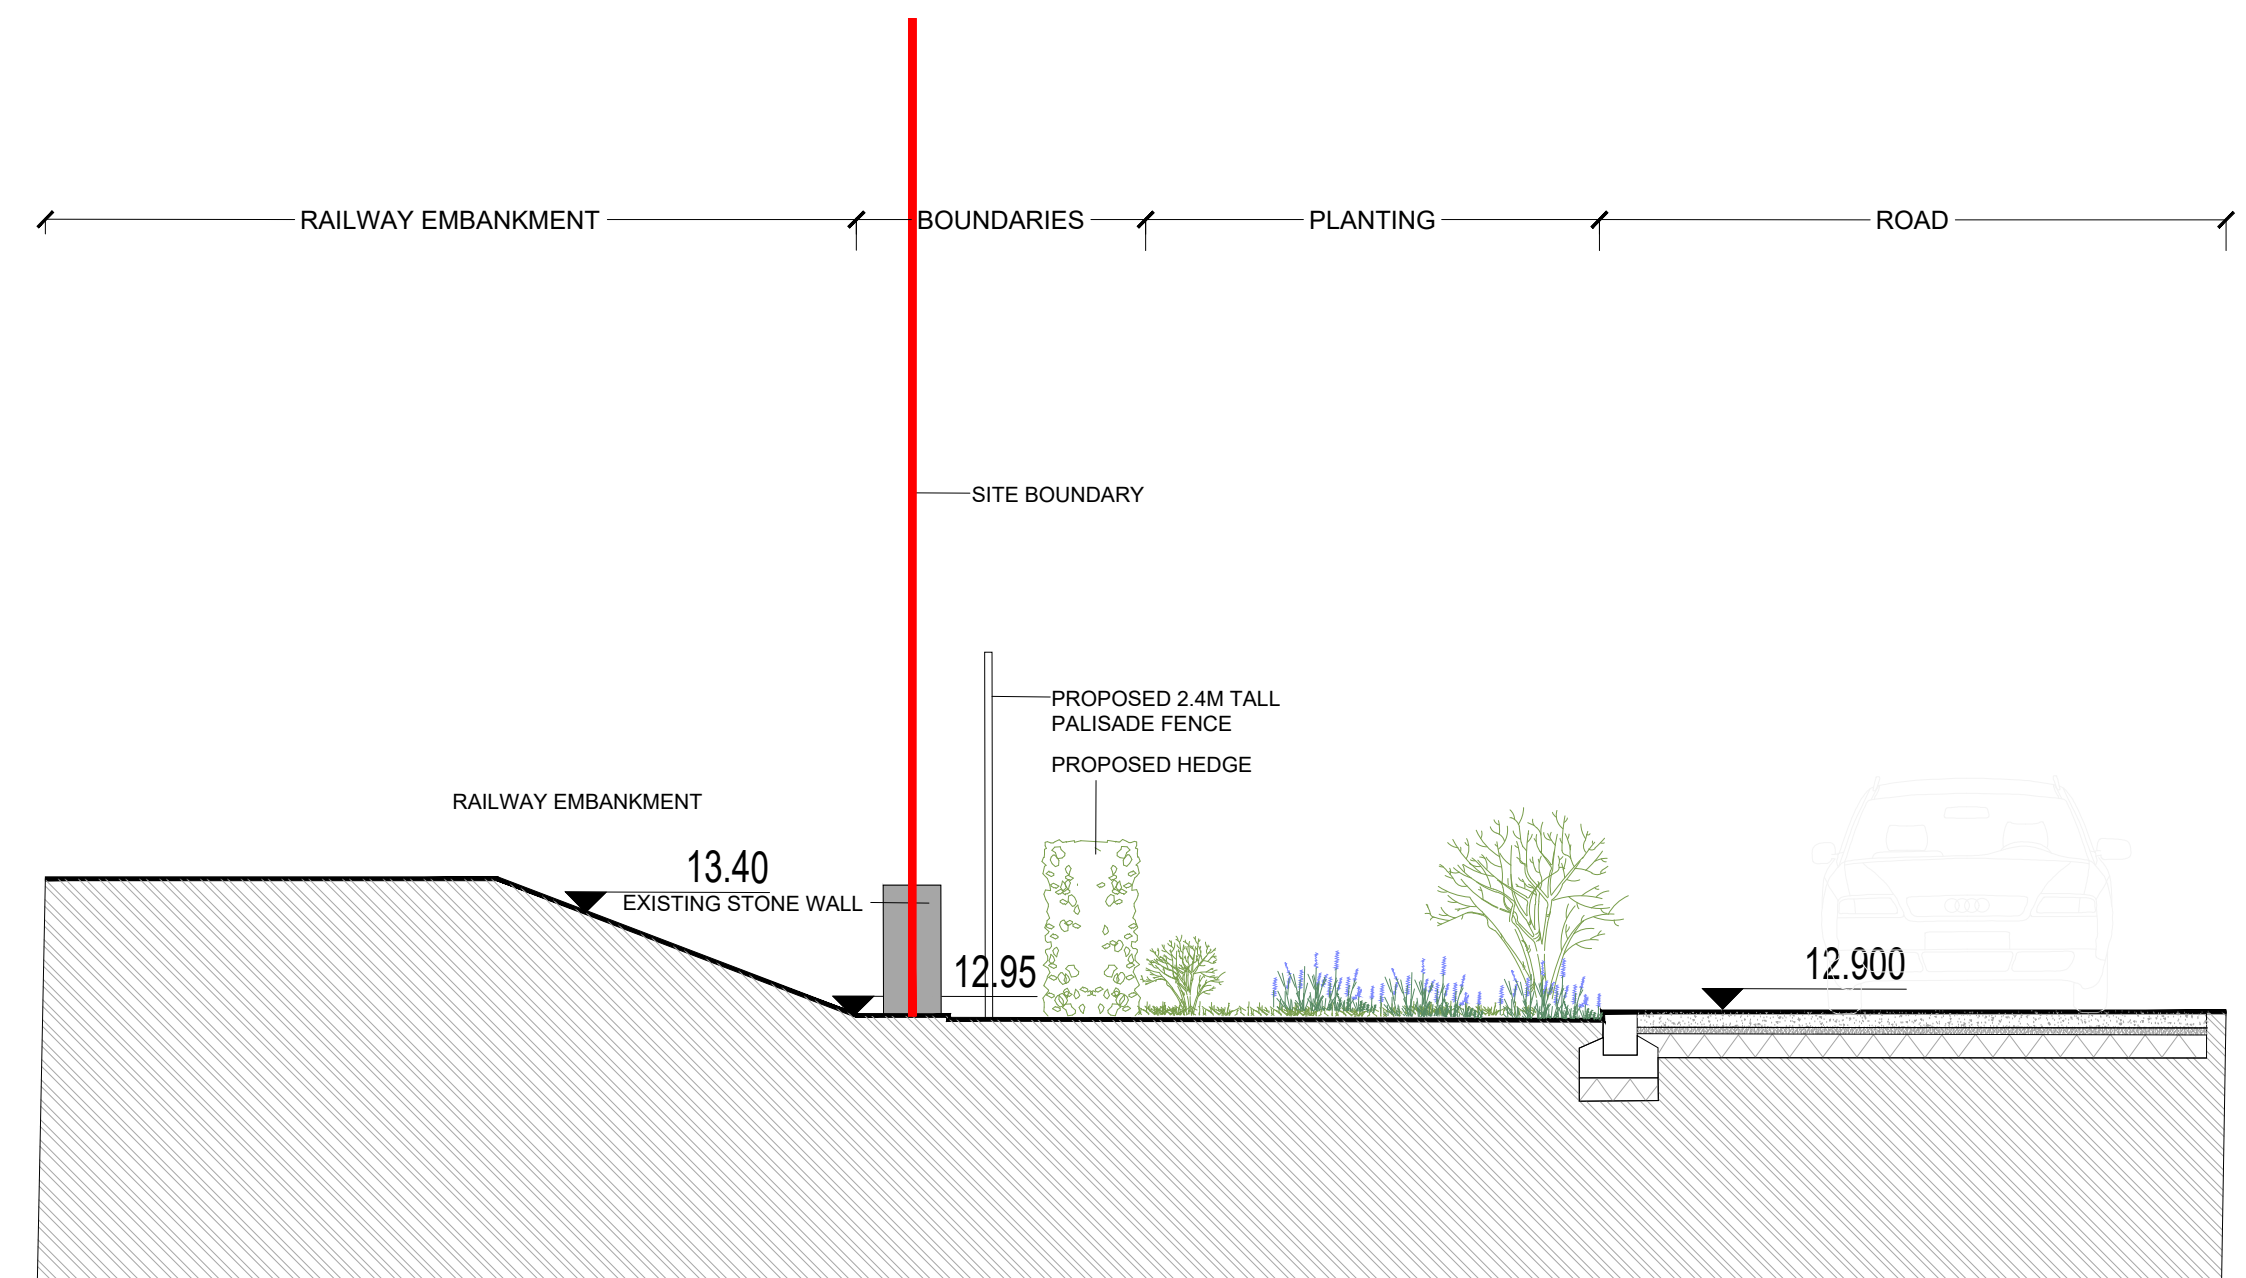 RAILWAY EMBANKMENT
BOUNDARIES
PLANTING
ROAD
SITE BOUNDARY
PROPOSED 2.4M TALL
PALISADE FENCE
PROPOSED HEDGE
RAILWAY EMBANKMENT
13.40
EXISTING STONE WALL
12.95
12.900